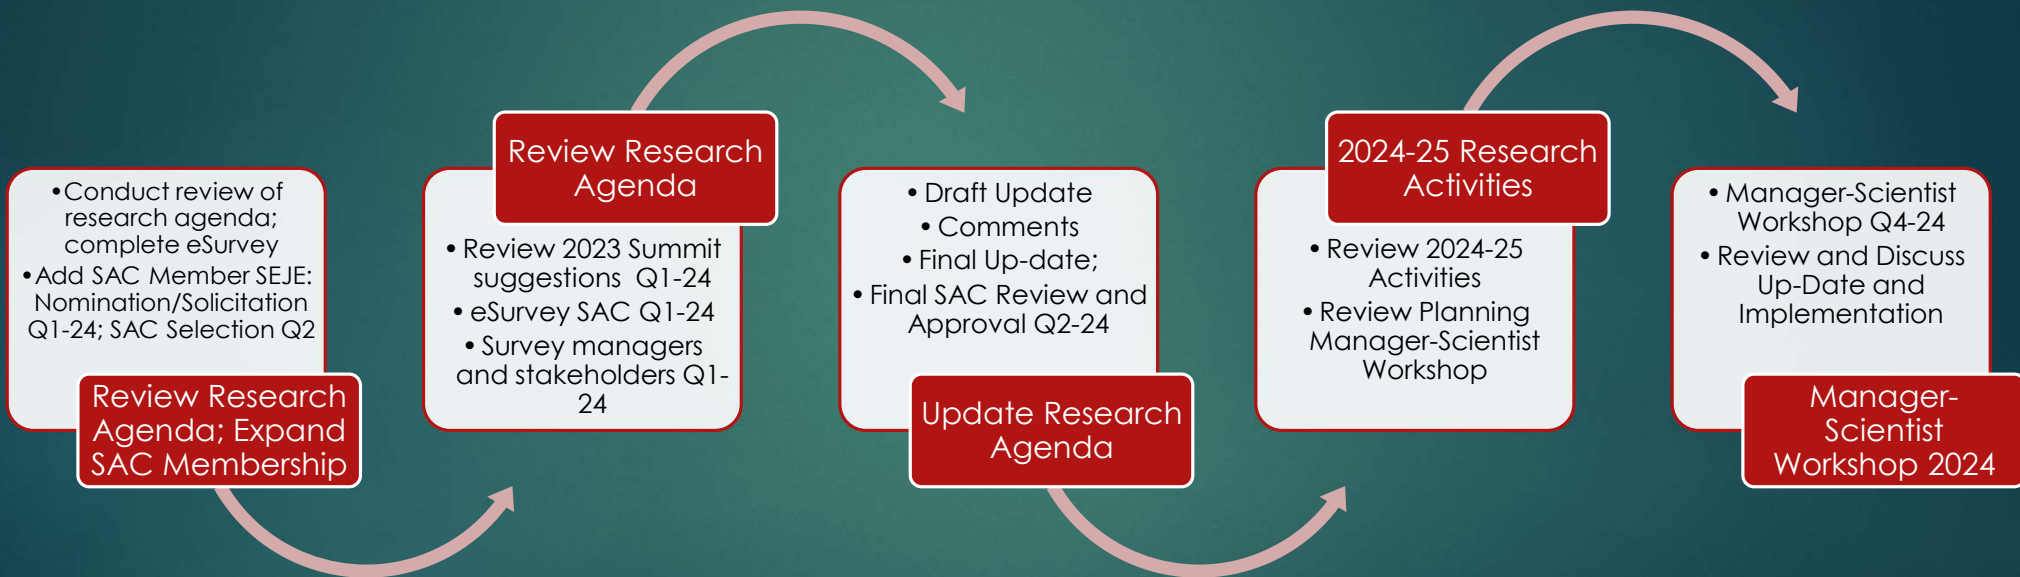 •Conduct review of
research agenda;
complete eSurvey
•Add SAC Member SEJE:
Nomination/Solicitation
Q1-24; SAC Selection Q2
Review Research
Agenda; Expand
SAC Membership
Review Research
Agenda
• Review 2023 Summit
suggestions Q1-24
• eSurvey SAC Q1-24
• Survey managers
and stakeholders Q1-
24
• Draft Update
• Comments
• Final Up-date;
• Final SAC Review and
Approval Q2-24
Update Research
Agenda
2024-25 Research
Activities
• Review 2024-25
Activities
• Review Planning
Manager-Scientist
Workshop
• Manager-Scientist
Workshop Q4-24
• Review and Discuss
Up-Date and
Implementation
Manager-
Scientist
Workshop 2024